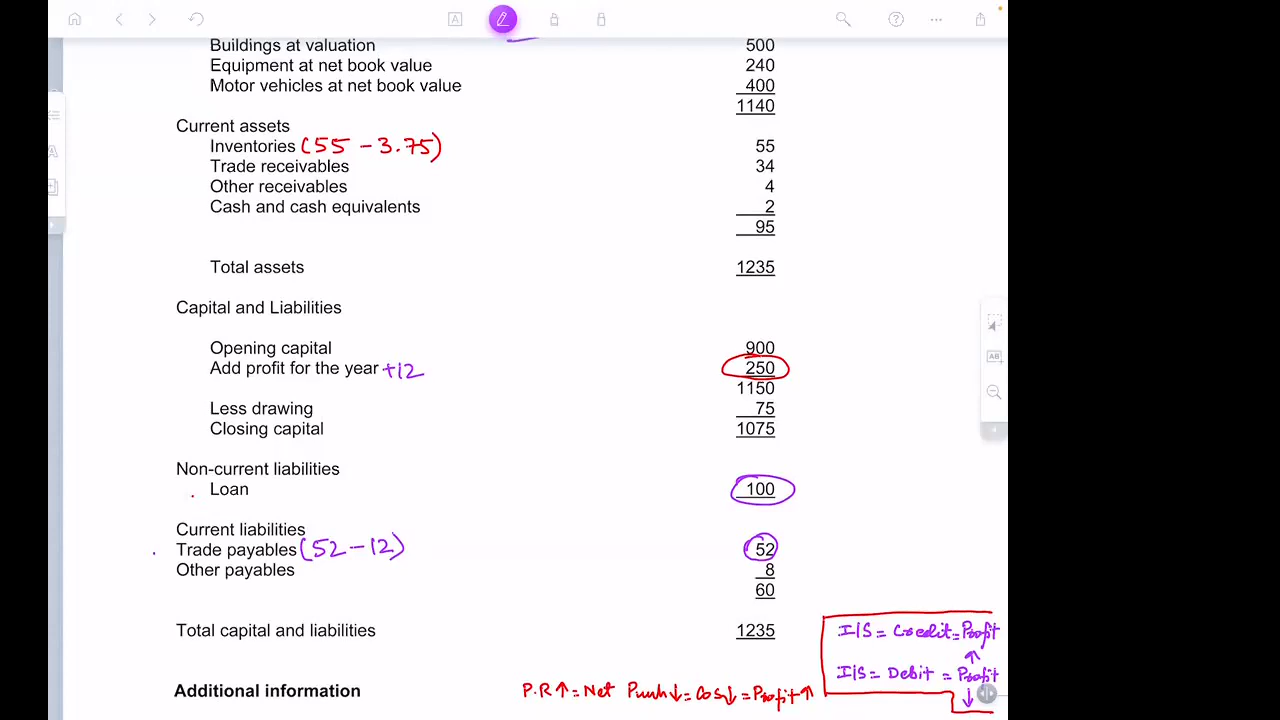 Buildings at valuation 500
Equipment at net book value 240
Motor vehicles at net book value 400
1140
Current assets
Inventories (55 - 3.75) 55
Trade receivables 34
Other receivables 4
Cash and cash equivalents 2
95
Total assets 1235
Capital and Liabilities
Opening capital 900
Add profit for the year +12 250
1150
Less drawing 75
Closing capital 1075
Non-current liabilities
Loan 100
Current liabilities
Trade payables (52 - 12) 52
Other payables 8
60
Total capital and liabilities 1235
I/S = Credit = Profit ↑
I/S = Debit = Profit ↓
Additional information
P.R ↑ = Net Purch ↓ = Cos ↓ = Profit ↑